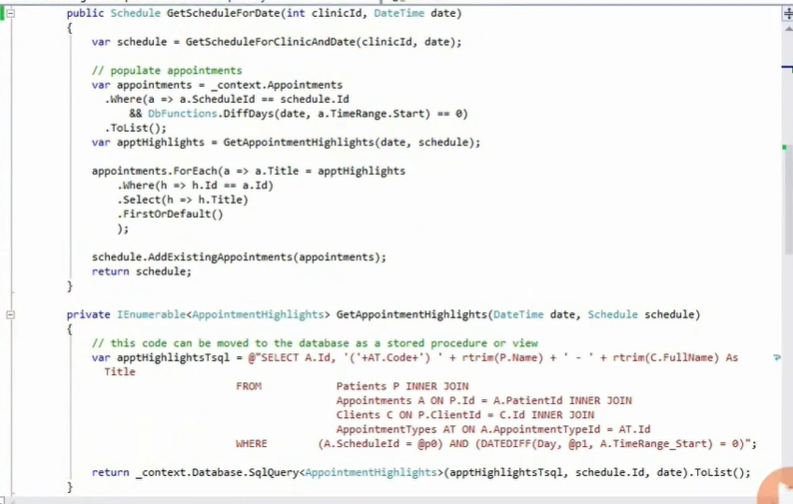 public Schedule GetScheduleForDate(int clinicId, DateTime date)
{
var schedule = GetScheduleForClinicAndDate(clinicId, date);
// populate appointments
var appointments = _context.Appointments
.Where(a => a.ScheduleId == schedule.Id
&& DbFunctions.DiffDays(date, a.TimeRange.Start) == 0)
.ToList();
var apptHighlights = GetAppointmentHighlights(date, schedule);
appointments.ForEach(a => a.Title = apptHighlights
.Where(h => h.Id == a.Id)
.Select(h => h.Title)
.FirstOrDefault()
);
schedule.AddExistingAppointments(appointments);
return schedule;
}
private IEnumerable<AppointmentHighlights> GetAppointmentHighlights(DateTime date, Schedule schedule)
{
// this code can be moved to the database as a stored procedure or view
var apptHighlightsTsql = @"SELECT A.Id, '('+AT.Code+') ' + rtrim(P.Name) + ' - ' + rtrim(C.FullName) As
Title
FROM Patients P INNER JOIN
Appointments A ON P.Id = A.PatientId INNER JOIN
Clients C ON P.ClientId = C.Id INNER JOIN
AppointmentTypes AT ON A.AppointmentTypeId = AT.Id
WHERE (A.ScheduleId = @p0) AND (DATEDIFF(Day, @p1, A.TimeRange_Start) = 0)";
return _context.Database.SqlQuery<AppointmentHighlights>(apptHighlightsTsql, schedule.Id, date).ToList();
}